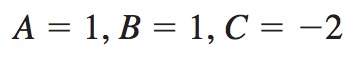 A = 1, B = 1, C = −2